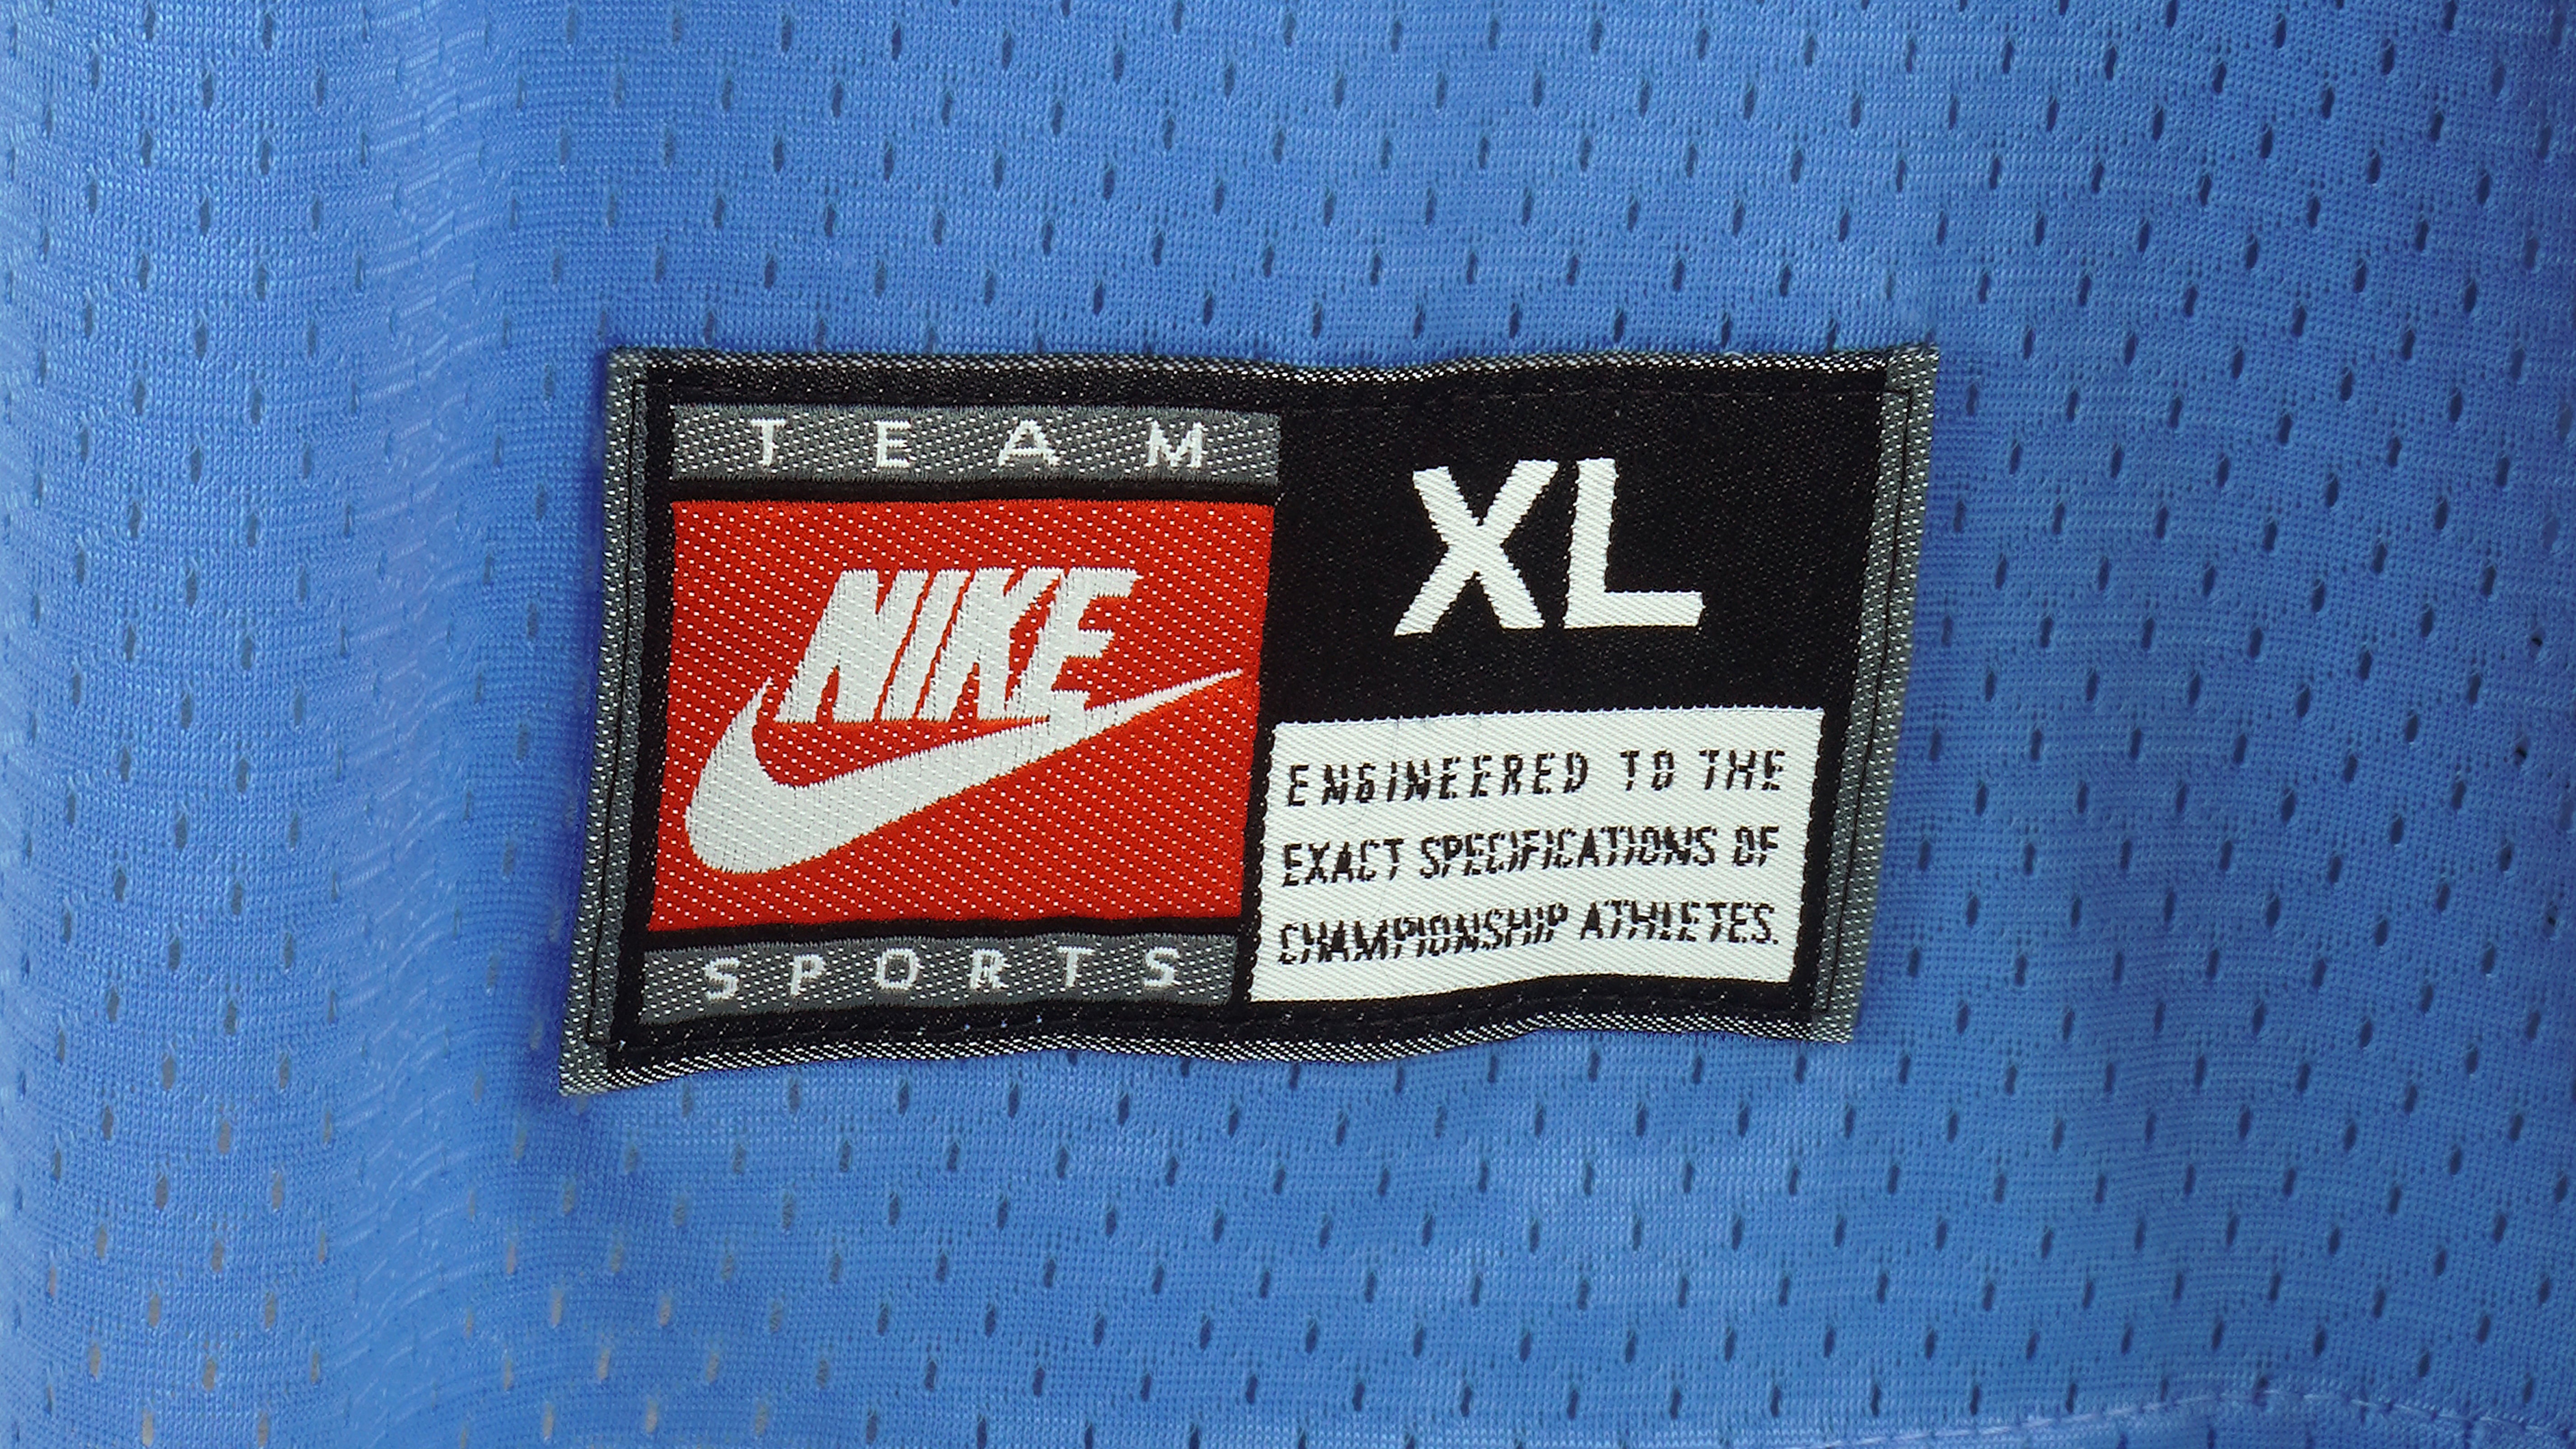 TEAM
NIKE
SPORTS
XL
ENGINEERED TO THE
EXACT SPECIFICATIONS OF
CHAMPIONSHIP ATHLETES.